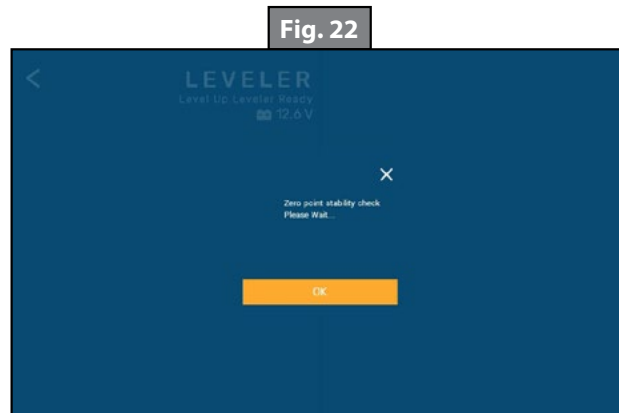 Fig. 22
<
LEVELER
Level Up Leveler Ready
12.6 V
Zero point stability check
Please Wait...
OK